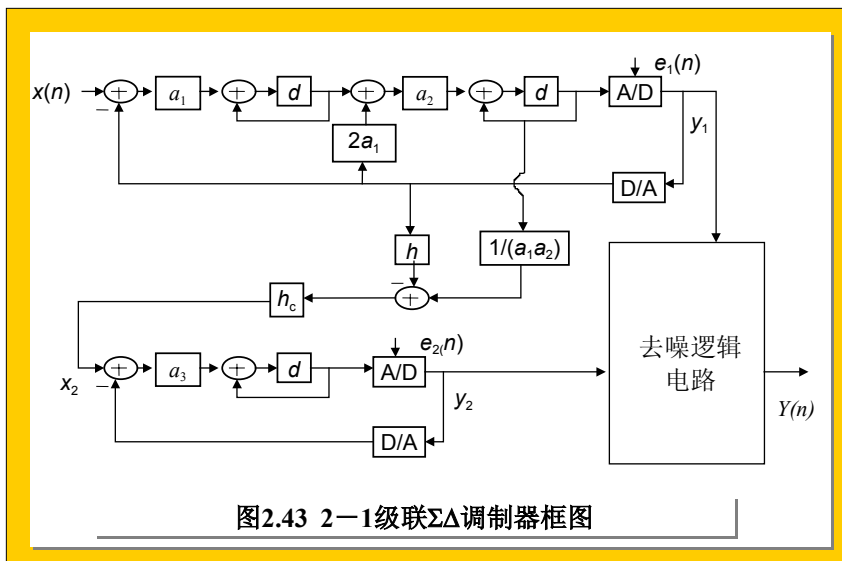 x(n)
a₁
d
a₂
d
A/D
e₁(n)
2a₁
y₁
D/A
h
1/(a₁a₂)
h_c
去噪逻辑
电路
Y(n)
x₂
a₃
d
A/D
e₂₍n)
y₂
D/A
图2.43 2－1级联ΣΔ调制器框图